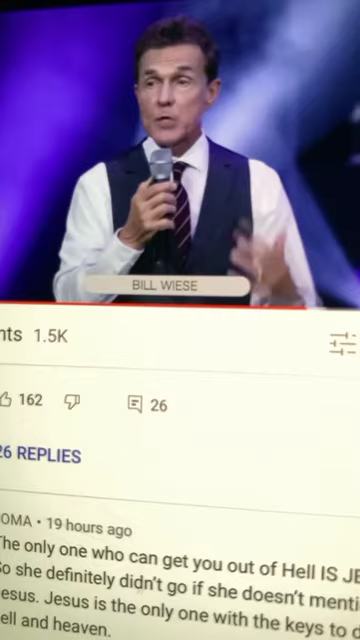 BILL WIESE
nts 1.5K
162 26
26 REPLIES
OMA • 19 hours ago
The only one who can get you out of Hell IS JE
So she definitely didn't go if she doesn't menti
esus. Jesus is the only one with the keys to d
ell and heaven.